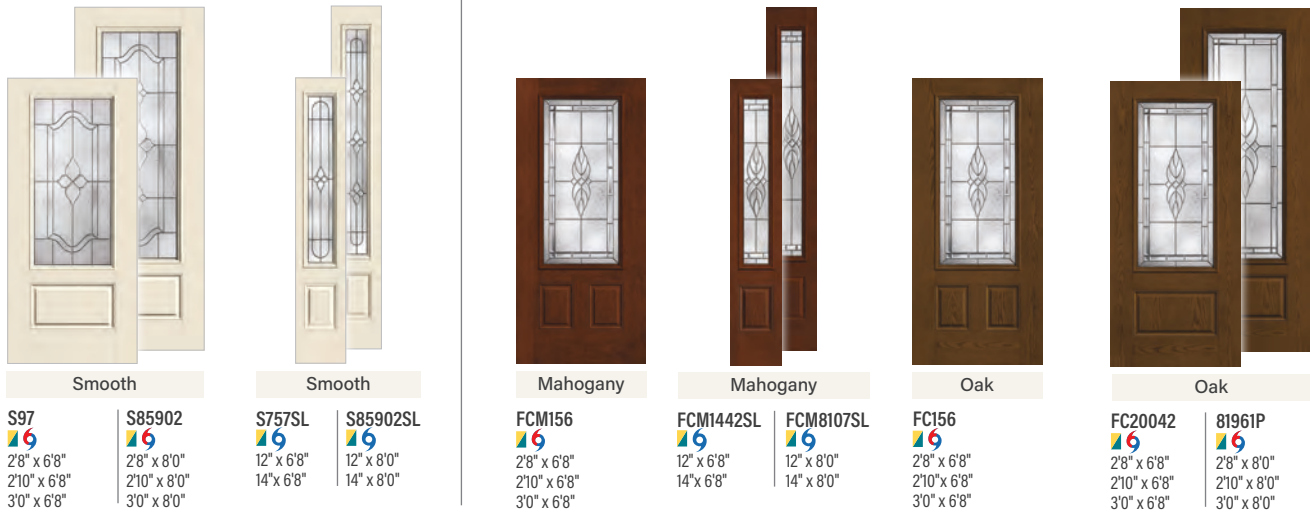 Smooth
S97
2'8" x 6'8"
2'10" x 6'8"
3'0" x 6'8"
S85902
2'8" x 8'0"
2'10" x 8'0"
3'0" x 8'0"
Smooth
S757SL
12" x 6'8"
14"x 6'8"
S85902SL
12" x 8'0"
14" x 8'0"
Mahogany
FCM156
2'8" x 6'8"
2'10" x 6'8"
3'0" x 6'8"
Mahogany
FCM1442SL
12" x 6'8"
14"x6'8"
FCM8107SL
12" x 8'0"
14" x 8'0"
Oak
FC156
2'8" x 6'8"
2'10"x 6'8"
3'0" x 6'8"
Oak
FC20042
2'8" x 6'8"
2'10" x 6'8"
3'0" x 6'8"
81961P
2'8" x 8'0"
2'10" x 8'0"
3'0" x 8'0"